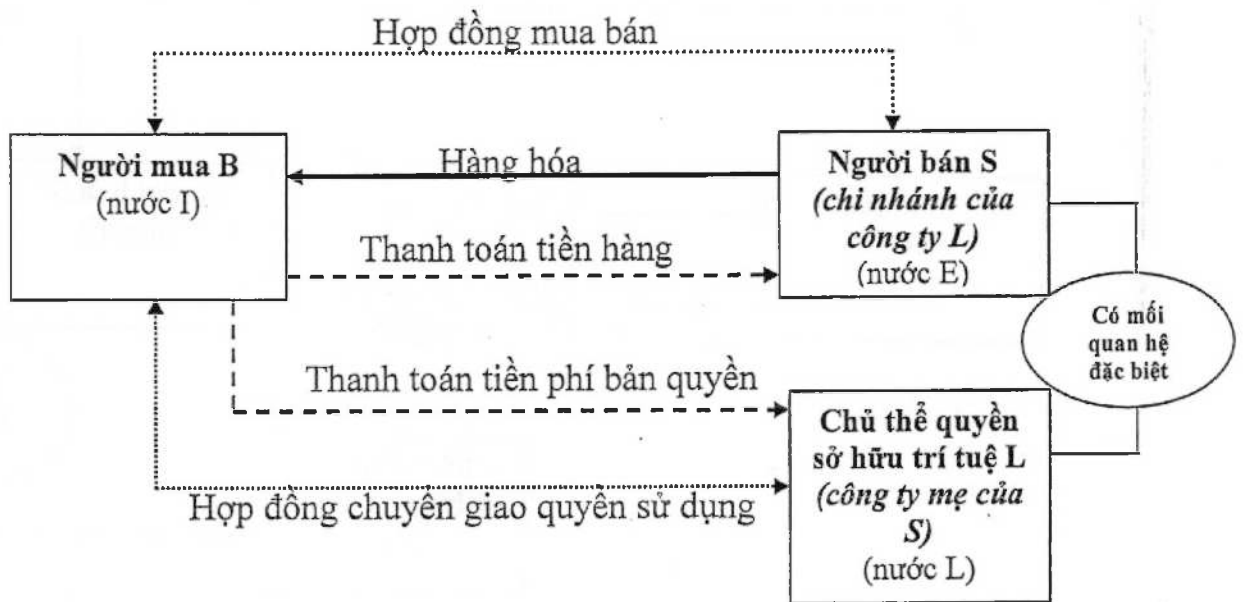 Hợp đồng mua bán
Người mua B
(nước I)
Hàng hóa
Người bán S
(chi nhánh của
công ty L)
(nước E)
Thanh toán tiền hàng
Có mối
quan hệ
đặc biệt
Thanh toán tiền phí bản quyền
Chủ thể quyền
sở hữu trí tuệ L
(công ty mẹ của
S)
(nước L)
Hợp đồng chuyên giao quyền sử dụng